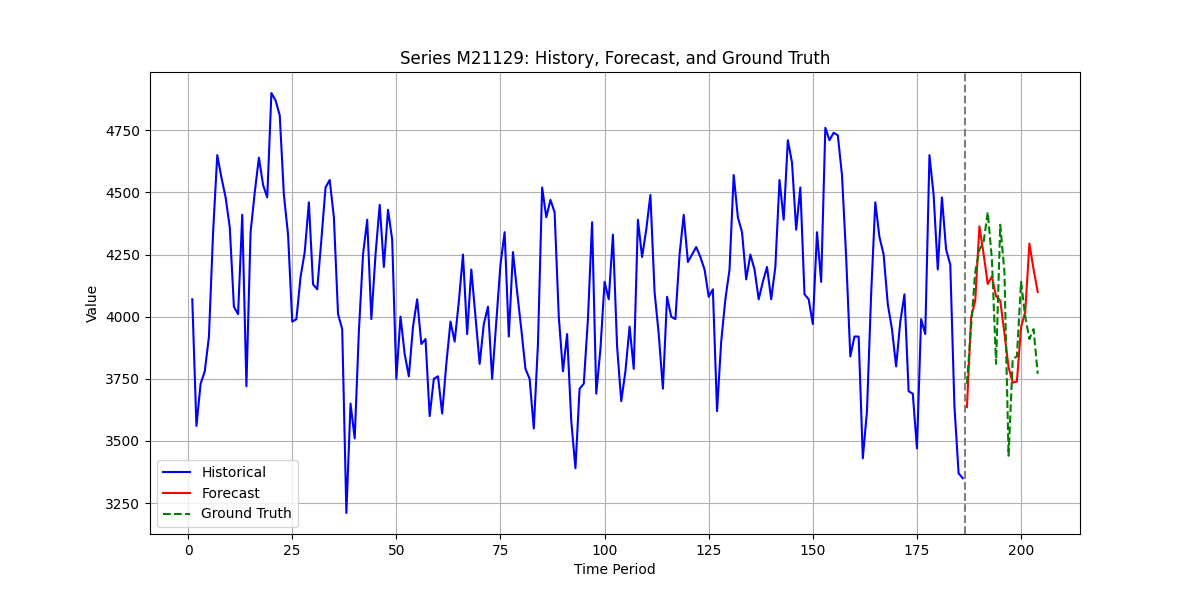 Series M21129: History, Forecast, and Ground Truth
Value
4750
4500
4250
4000
3750
3500
3250
Historical
Forecast
Ground Truth
0 25 50 75 100 125 150 175 200
Time Period